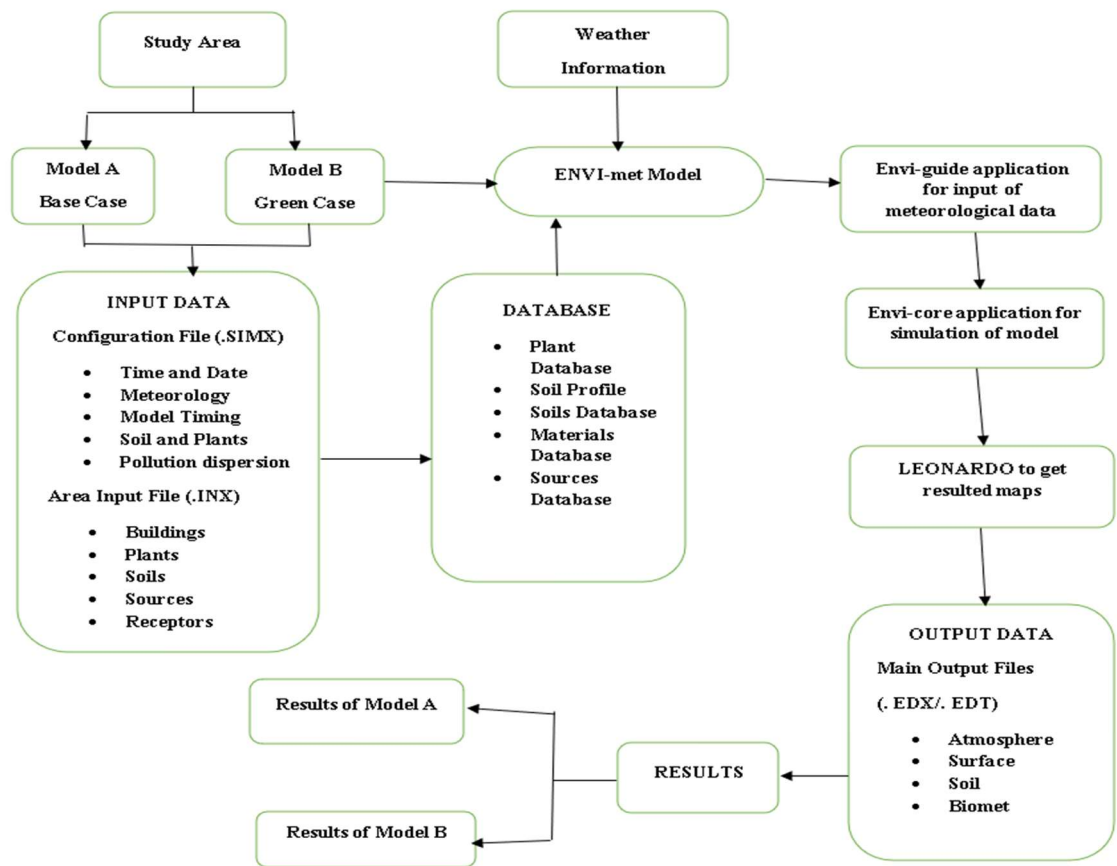 Study Area
Weather
Information
Model A
Base Case
Model B
Green Case
ENVI-met Model
Envi-guide application
for input of
meteorological data
INPUT DATA
Configuration File (.SIMX)
• Time and Date
• Meteorology
• Model Timing
• Soil and Plants
• Pollution dispersion
Area Input File (.INX)
• Buildings
• Plants
• Soils
• Sources
• Receptors
DATABASE
• Plant
Database
• Soil Profile
• Soils Database
• Materials
Database
• Sources
Database
Envi-core application for
simulation of model
LEONARDO to get
resulted maps
OUTPUT DATA
Main Output Files
(. EDX/. EDT)
• Atmosphere
• Surface
• Soil
• Biomet
RESULTS
Results of Model A
Results of Model B